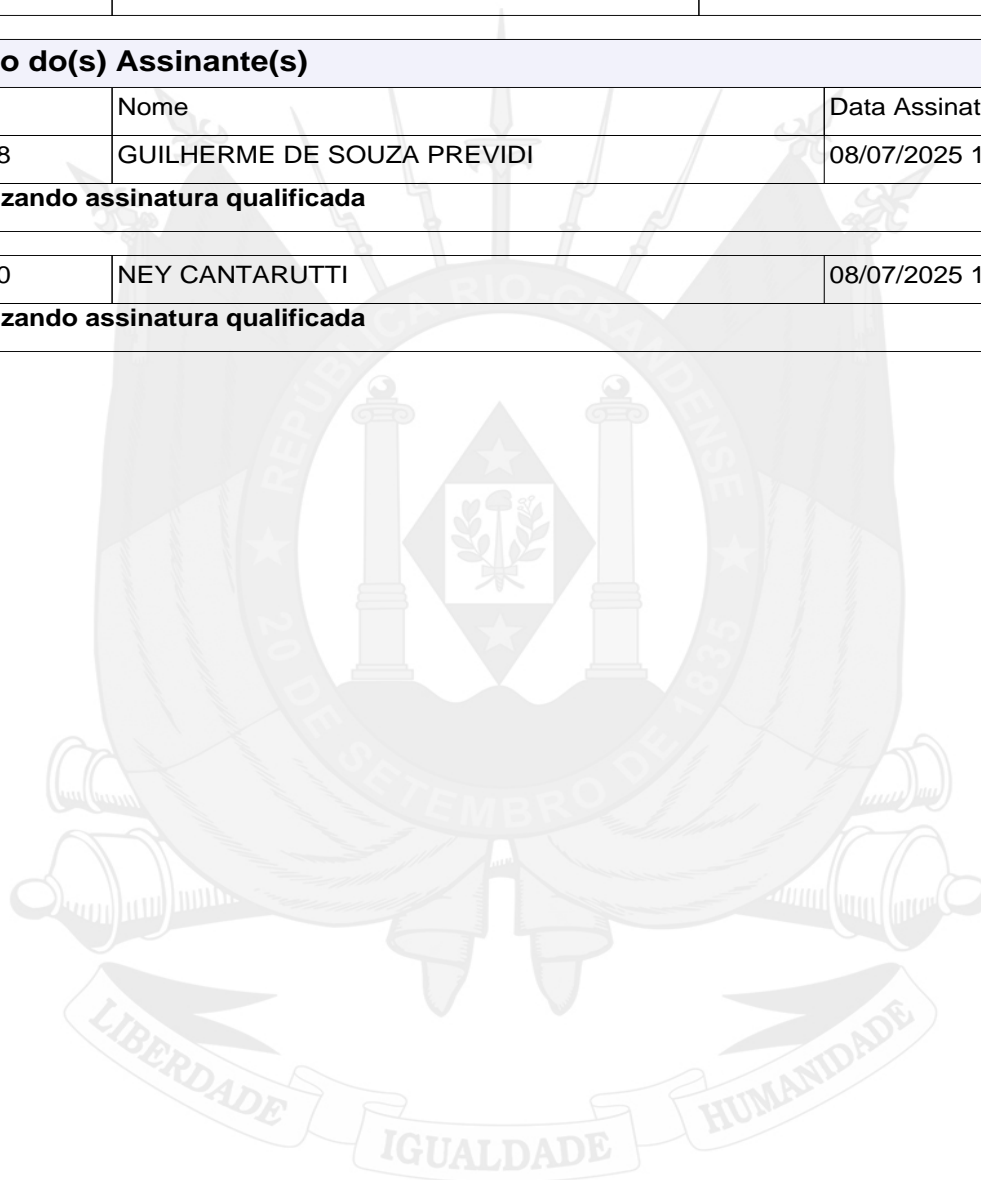 o do(s) Assinante(s)
Nome Data Assinat
8 GUILHERME DE SOUZA PREVIDI 08/07/2025 1
zando assinatura qualificada
0 NEY CANTARUTTI 08/07/2025 1
zando assinatura qualificada
REPÚBLICA RIO-GRANDENSE
★ 20 DE SETEMBRO DE 1835 ★
LIBERDADE
IGUALDADE
HUMANIDADE